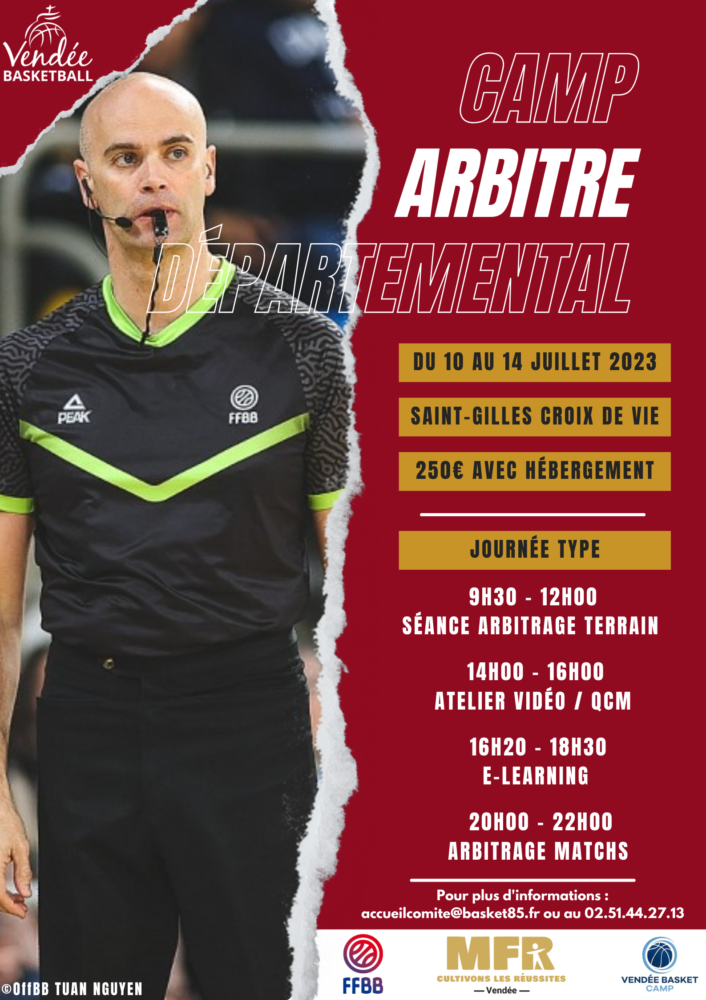 Vendée
BASKETBALL
CAMP
ARBITRE
DÉPARTEMENTAL
DU 10 AU 14 JUILLET 2023
SAINT-GILLES CROIX DE VIE
250€ AVEC HÉBERGEMENT
PEAK
FFBB
JOURNÉE TYPE
9H30 - 12H00
SÉANCE ARBITRAGE TERRAIN
14H00 - 16H00
ATELIER VIDÉO / QCM
16H20 - 18H30
E-LEARNING
20H00 - 22H00
ARBITRAGE MATCHS
Pour plus d'informations :
accueilcomite@basket85.fr ou au 02.51.44.27.13
FFBB
MFR
CULTIVONS LES RÉUSSITES
— Vendée —
VENDÉE BASKET
CAMP
©OffBB TUAN NGUYEN